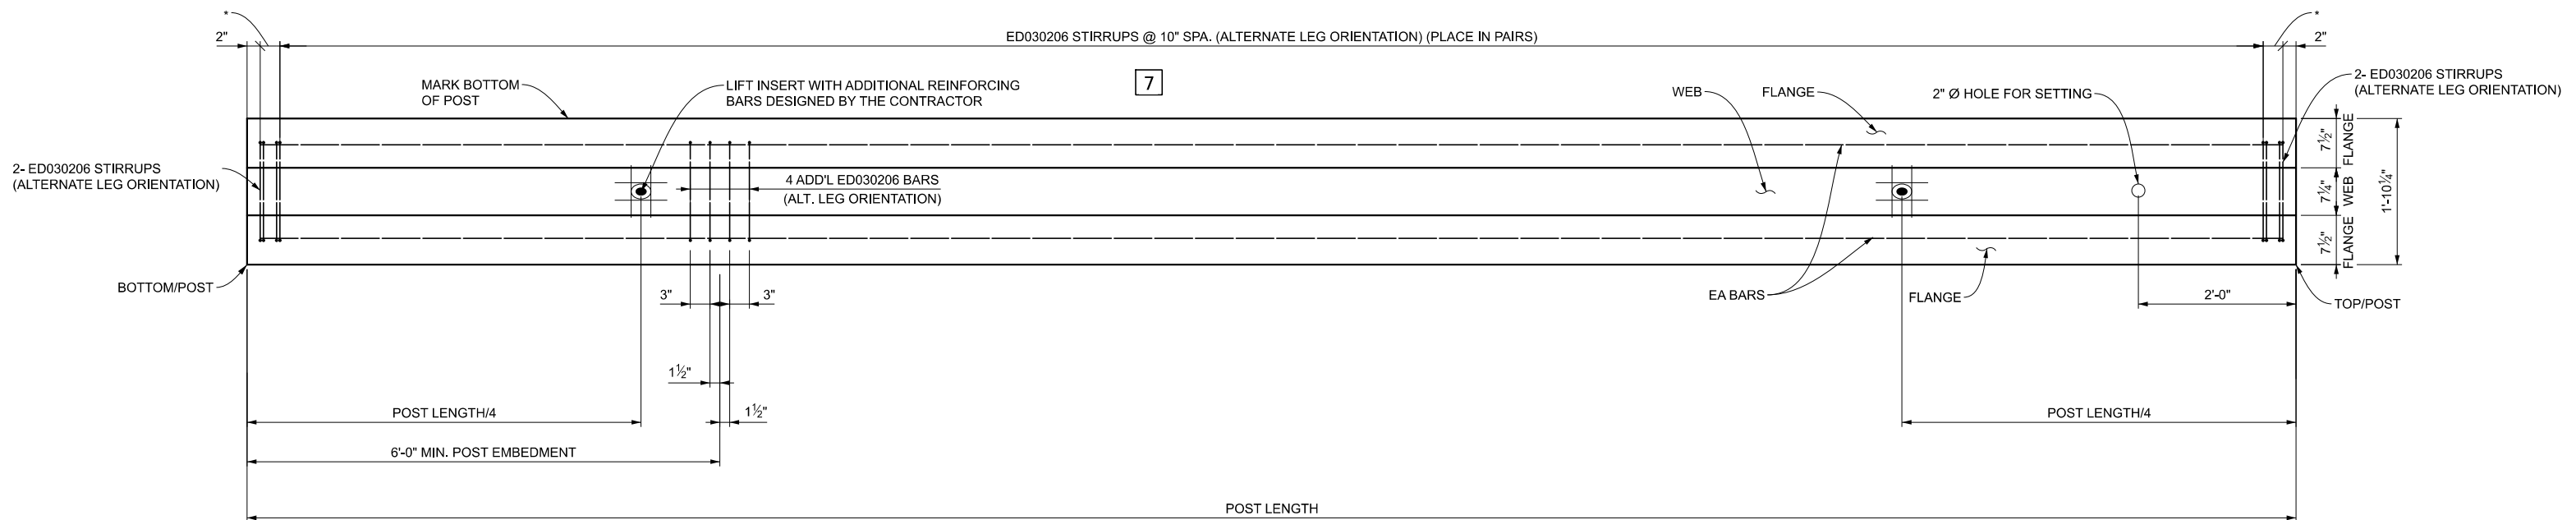 *
*
2"
ED030206 STIRRUPS @ 10" SPA. (ALTERNATE LEG ORIENTATION) (PLACE IN PAIRS)
2"
MARK BOTTOM
OF POST
LIFT INSERT WITH ADDITIONAL REINFORCING
BARS DESIGNED BY THE CONTRACTOR
7
WEB
FLANGE
2" Ø HOLE FOR SETTING
2- ED030206 STIRRUPS
(ALTERNATE LEG ORIENTATION)
2- ED030206 STIRRUPS
(ALTERNATE LEG ORIENTATION)
4 ADD'L ED030206 BARS
(ALT. LEG ORIENTATION)
7½"
FLANGE
7¼"
WEB
7½"
FLANGE
1'-10¼"
BOTTOM/POST
3"
3"
EA BARS
FLANGE
2'-0"
TOP/POST
1½"
1½"
POST LENGTH/4
POST LENGTH/4
6'-0" MIN. POST EMBEDMENT
POST LENGTH